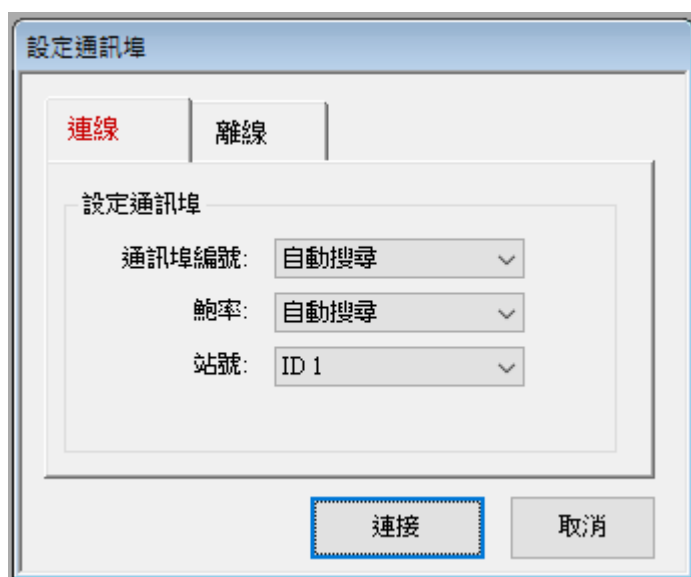 設定通訊埠
連線 離線
設定通訊埠
通訊埠編號: 自動搜尋
鮑率: 自動搜尋
站號: ID 1
連接 取消